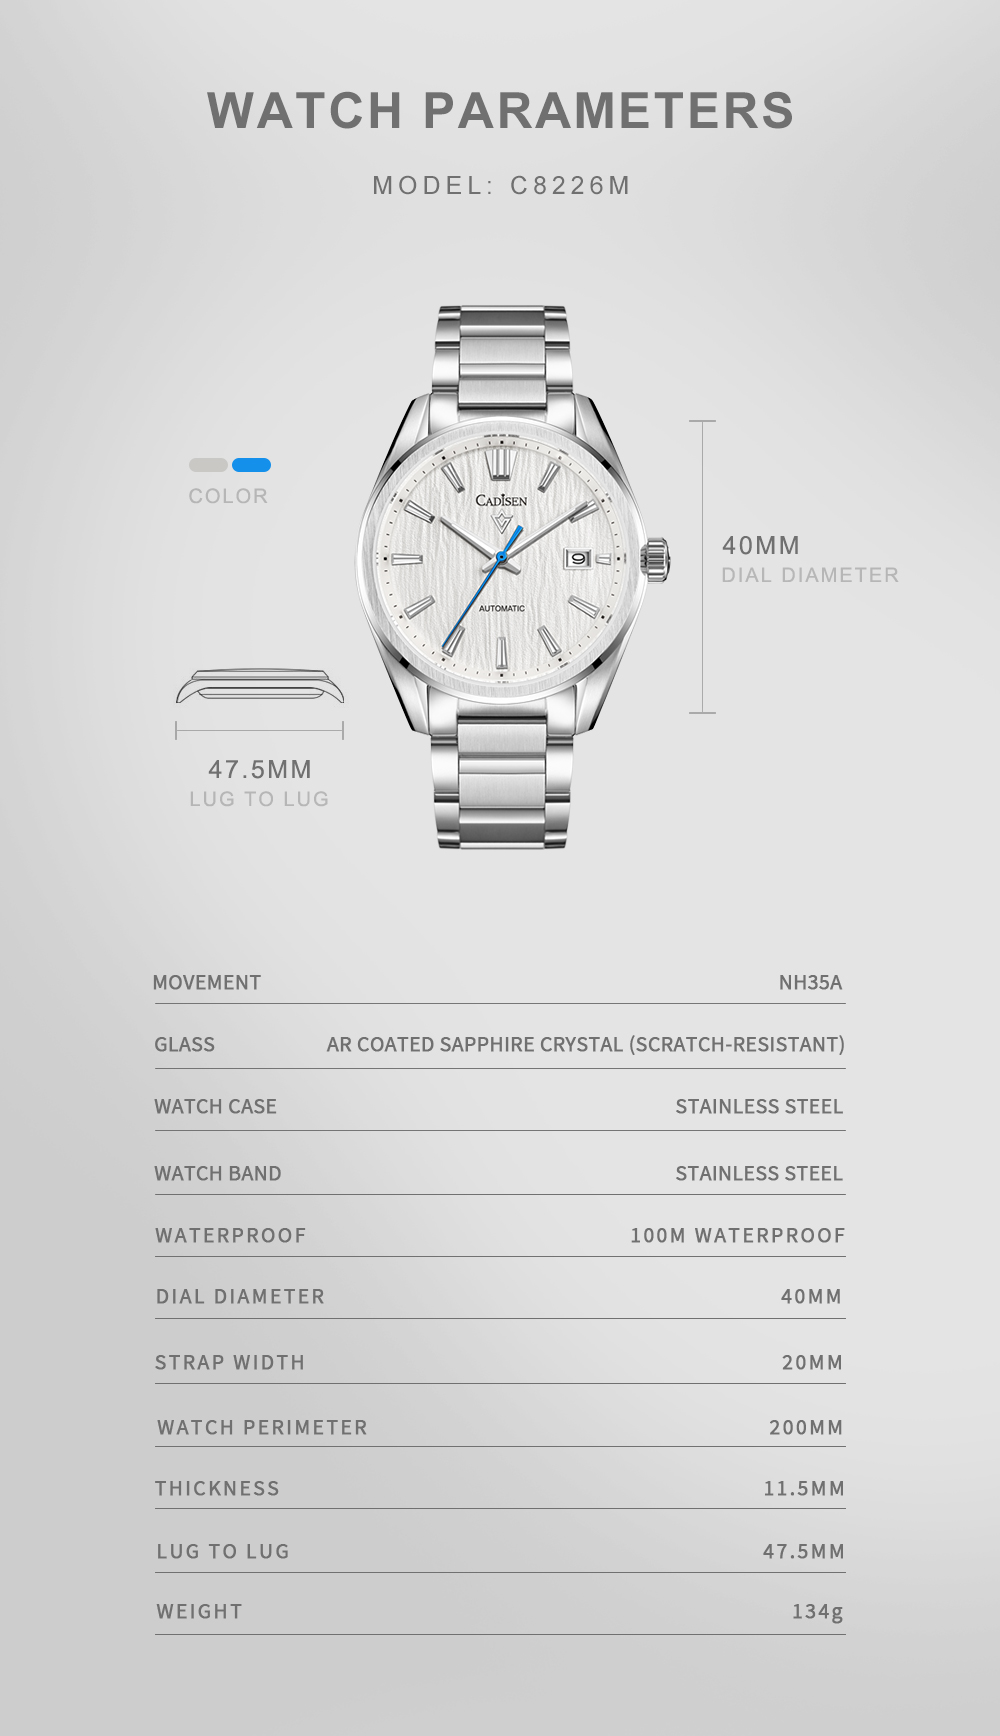 WATCH PARAMETERS
MODEL: C8226M
CADISEN
9
AUTOMATIC
COLOR
40MM
DIAL DIAMETER
47.5MM
LUG TO LUG
MOVEMENT NH35A
GLASS AR COATED SAPPHIRE CRYSTAL (SCRATCH-RESISTANT)
WATCH CASE STAINLESS STEEL
WATCH BAND STAINLESS STEEL
WATERPROOF 100M WATERPROOF
DIAL DIAMETER 40MM
STRAP WIDTH 20MM
WATCH PERIMETER 200MM
THICKNESS 11.5MM
LUG TO LUG 47.5MM
WEIGHT 134g